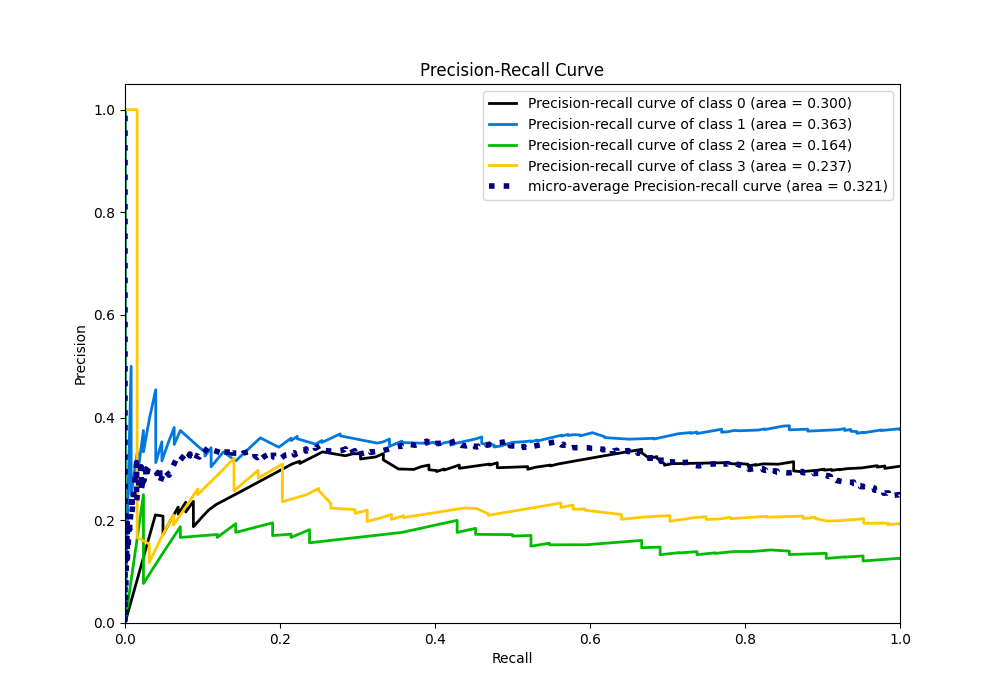 Precision-Recall Curve
Precision-recall curve of class 0 (area = 0.300)
Precision-recall curve of class 1 (area = 0.363)
Precision-recall curve of class 2 (area = 0.164)
Precision-recall curve of class 3 (area = 0.237)
micro-average Precision-recall curve (area = 0.321)
1.0
0.8
0.6
0.4
0.2
0.0
Precision
0.0 0.2 0.4 0.6 0.8 1.0
Recall